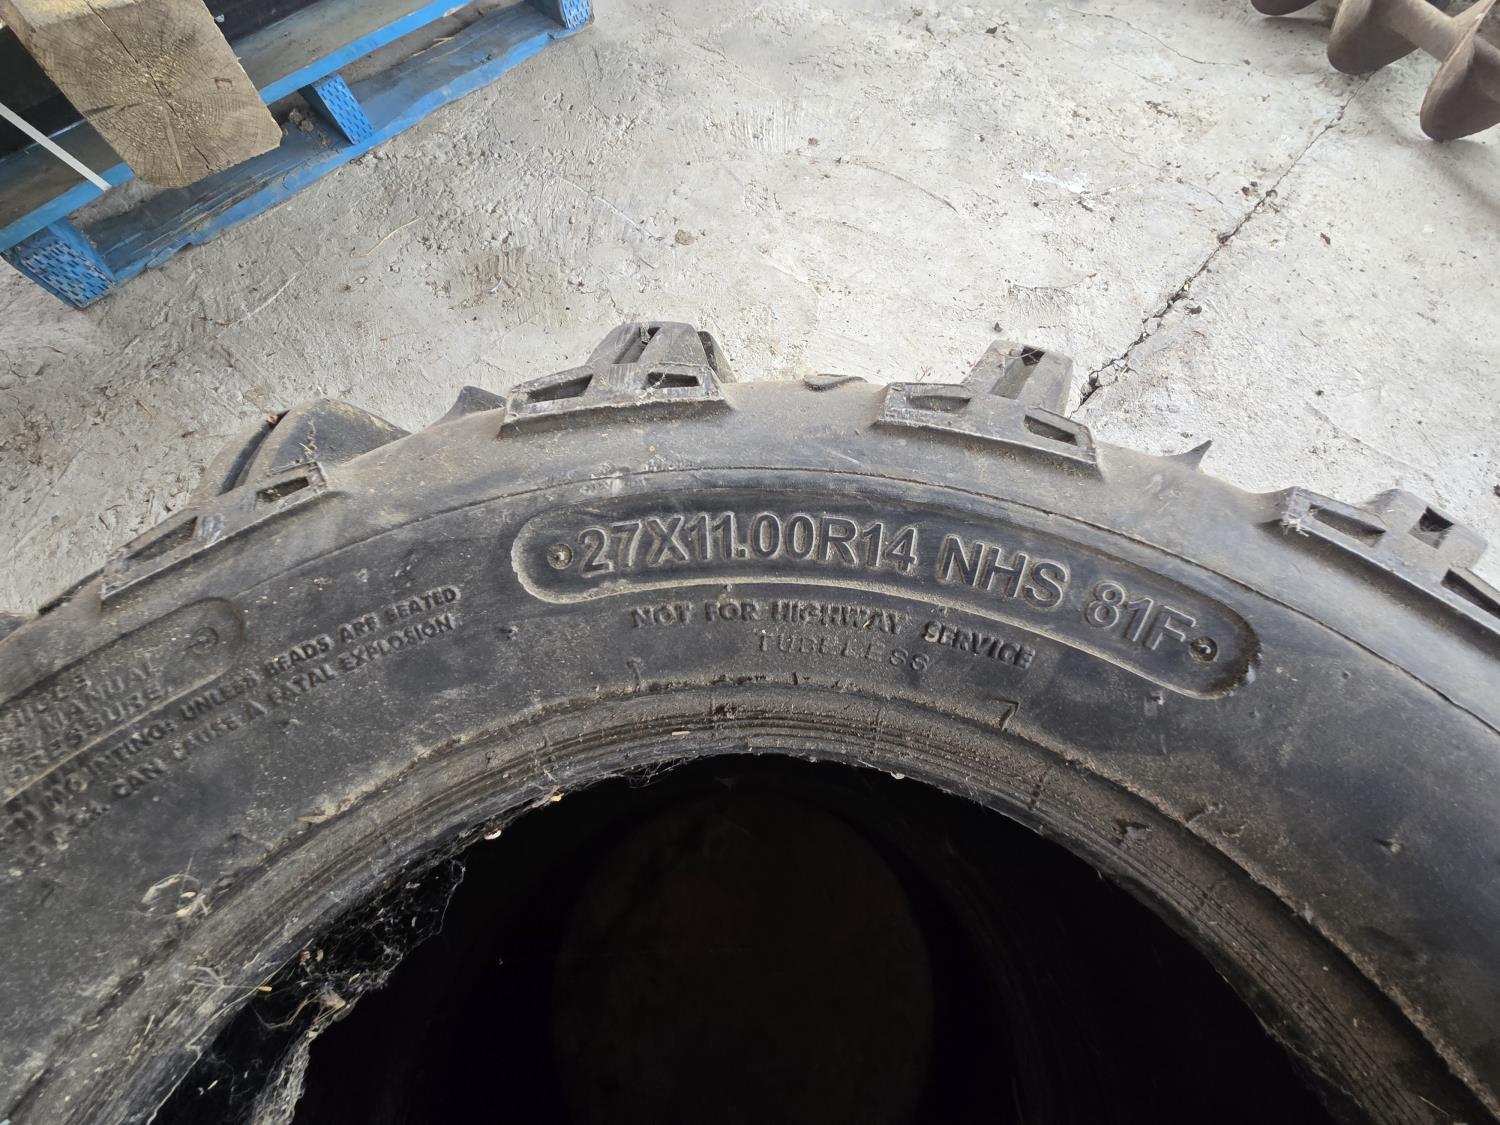 27X11.00R14 NHS 81F
NOT FOR HIGHWAY SERVICE
TUBELESS
MANUAL
PRESSURE.
MOUNTING: UNLESS BEADS ARE SEATED
CAN CAUSE A FATAL EXPLOSION